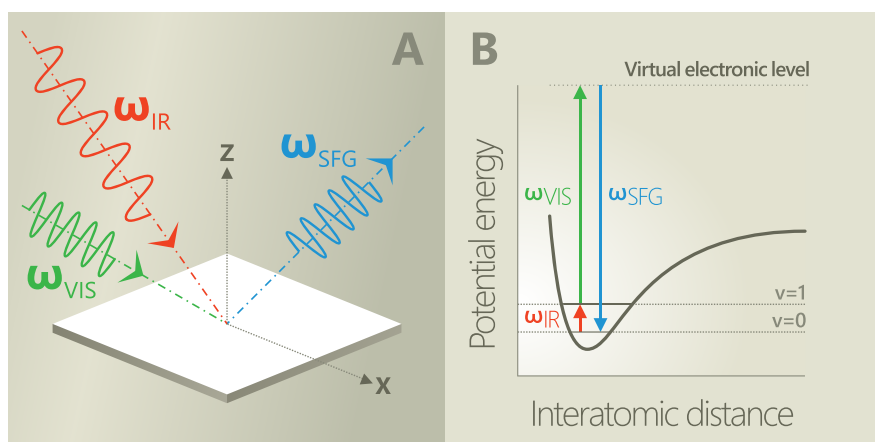 A
ωIR
ωSFG
z
ωVIS
x
B
Virtual electronic level
Potential energy
ωVIS
ωSFG
v=1
ωIR
v=0
Interatomic distance